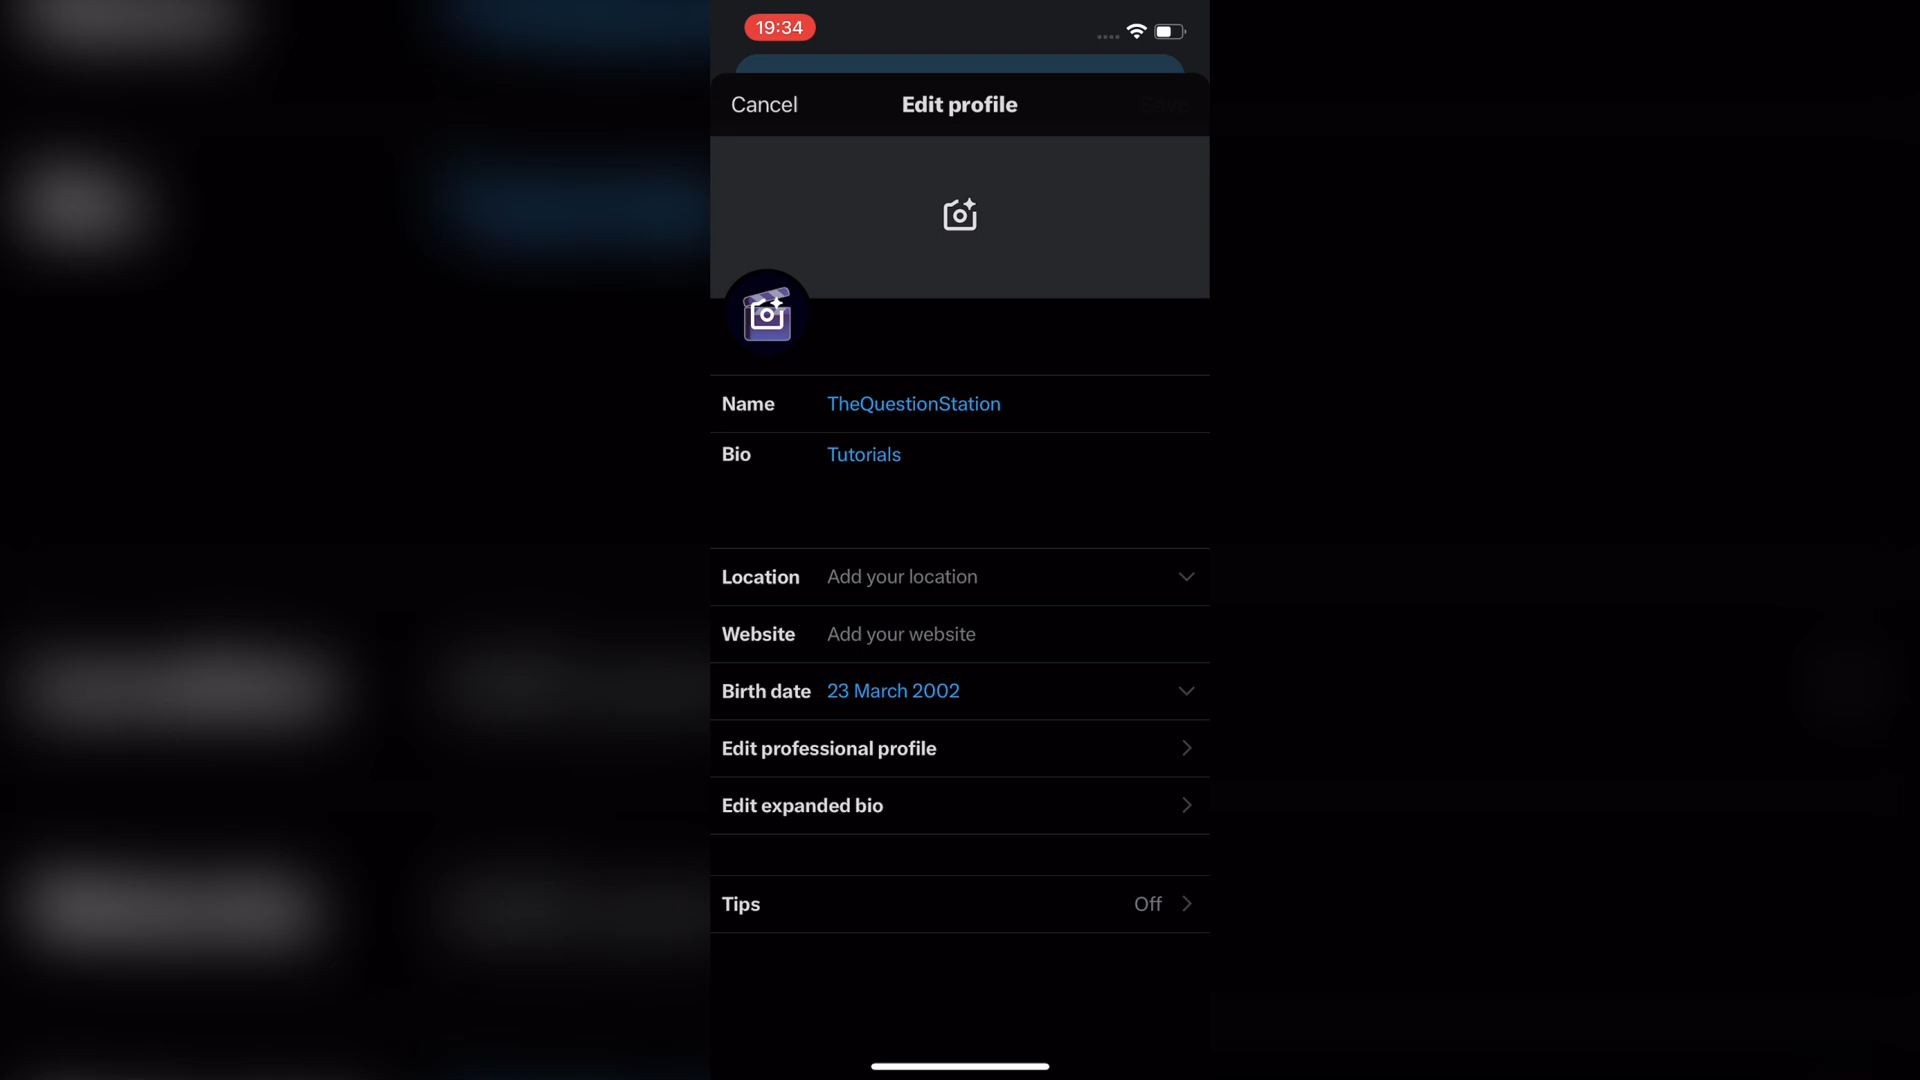 19:34
Cancel Edit profile Save
Name TheQuestionStation
Bio Tutorials
Location Add your location
Website Add your website
Birth date 23 March 2002
Edit professional profile
Edit expanded bio
Tips Off